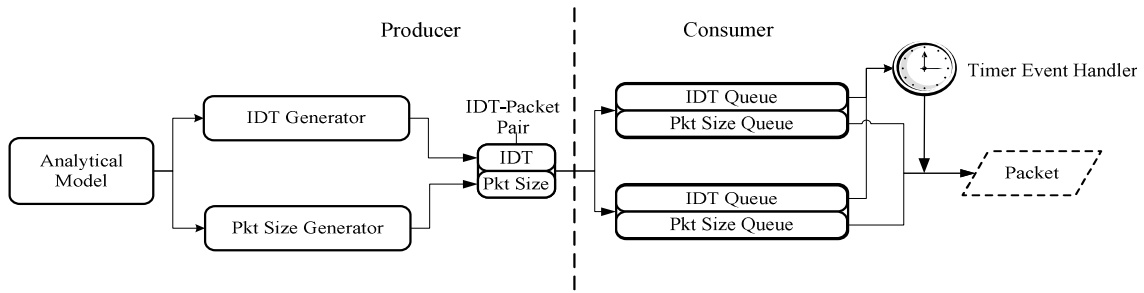 Producer
Consumer
Timer Event Handler
IDT-Packet
Pair
IDT Generator
IDT Queue
Pkt Size Queue
Analytical
Model
IDT
Pkt Size
Packet
Pkt Size Generator
IDT Queue
Pkt Size Queue